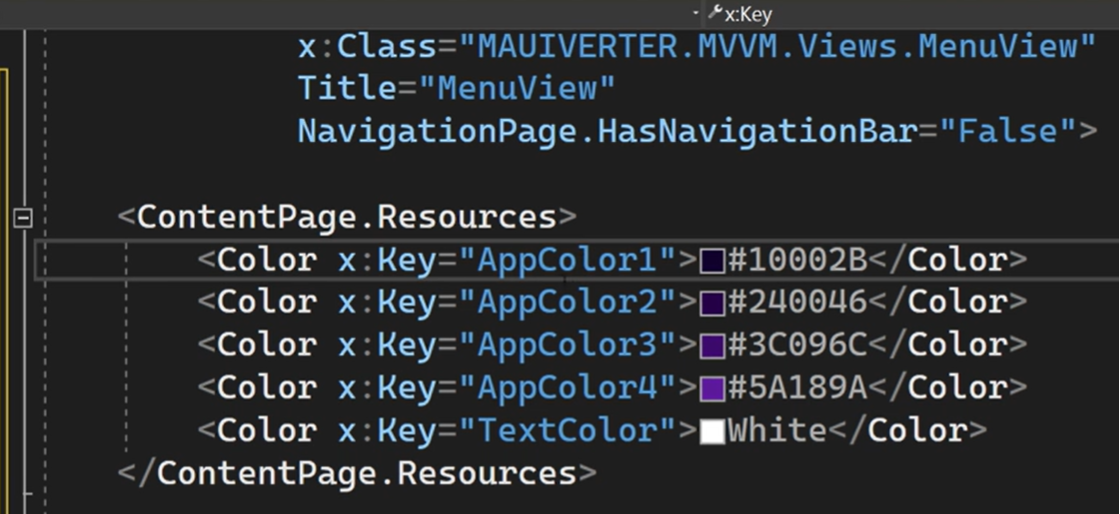 x:Key
x:Class="MAUIVERTER.MVVM.Views.MenuView"
Title="MenuView"
NavigationPage.HasNavigationBar="False">
<ContentPage.Resources>
<Color x:Key="AppColor1">#10002B</Color>
<Color x:Key="AppColor2">#240046</Color>
<Color x:Key="AppColor3">#3C096C</Color>
<Color x:Key="AppColor4">#5A189A</Color>
<Color x:Key="TextColor">White</Color>
</ContentPage.Resources>